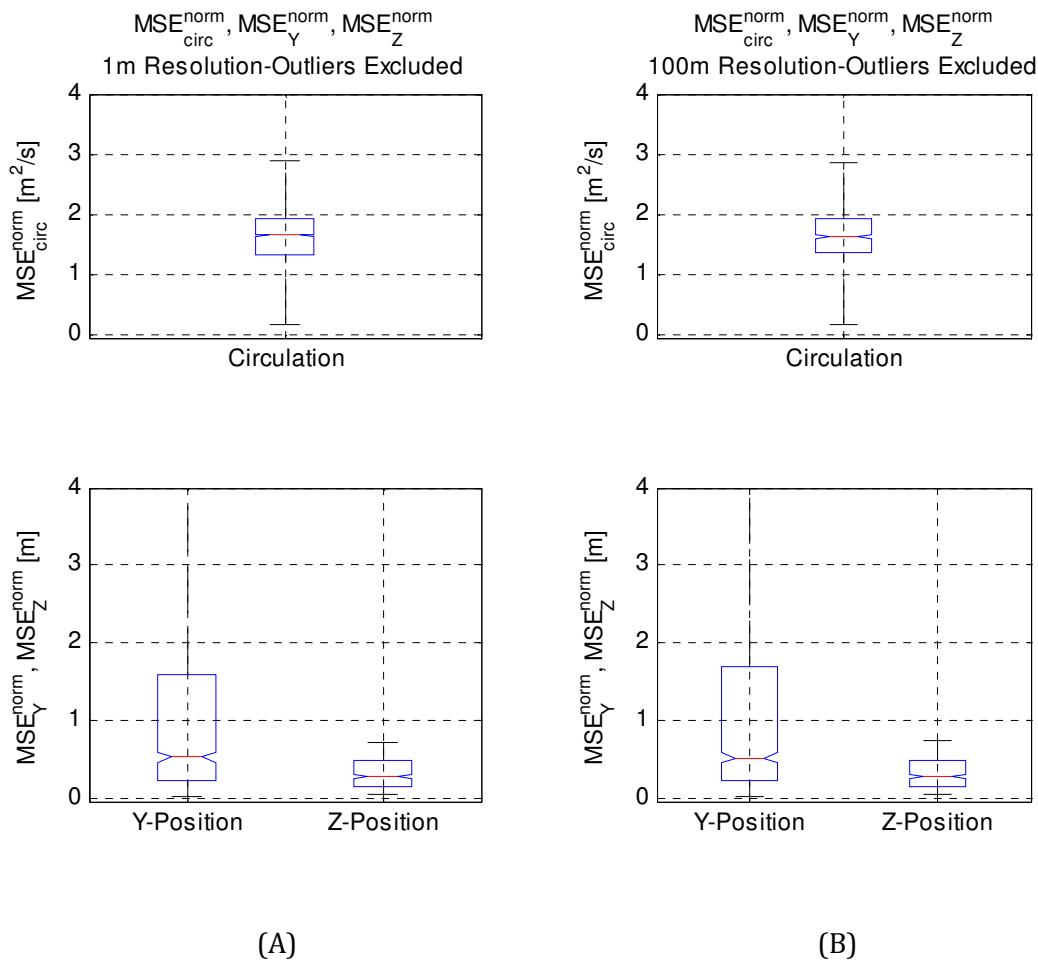 MSE^norm_circ, MSE^norm_Y, MSE^norm_Z
1m Resolution-Outliers Excluded
4
3
2
1
0
MSE^norm_circ [m^2/s]
Circulation
4
3
2
1
0
MSE^norm_Y, MSE^norm_Z [m]
Y-Position Z-Position
(A)
MSE^norm_circ, MSE^norm_Y, MSE^norm_Z
100m Resolution-Outliers Excluded
4
3
2
1
0
MSE^norm_circ [m^2/s]
Circulation
4
3
2
1
0
MSE^norm_Y, MSE^norm_Z [m]
Y-Position Z-Position
(B)